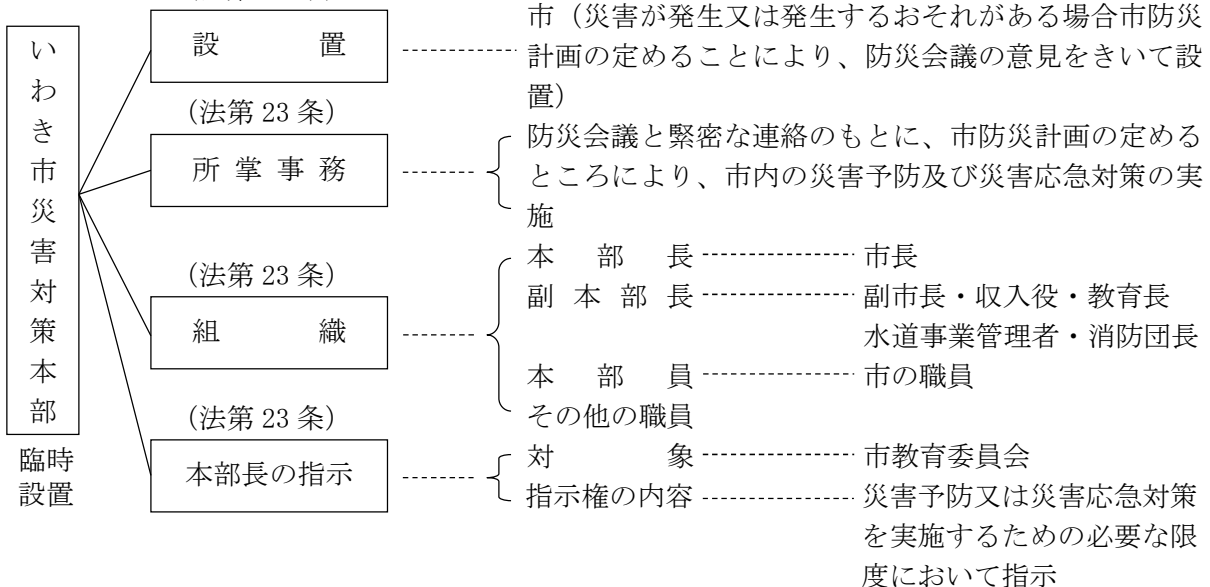 いわき市災害対策本部
臨時
設置
設置
市（災害が発生又は発生するおそれがある場合市防災
計画の定めることにより、防災会議の意見をきいて設
置）
(法第 23 条)
所掌事務
防災会議と緊密な連絡のもとに、市防災計画の定める
ところにより、市内の災害予防及び災害応急対策の実
施
(法第 23 条)
組織
本部長 市長
副本部長 副市長・収入役・教育長
水道事業管理者・消防団長
本部員 市の職員
その他の職員
(法第 23 条)
本部長の指示
対象 市教育委員会
指示権の内容 災害予防又は災害応急対策
を実施するための必要な限
度において指示